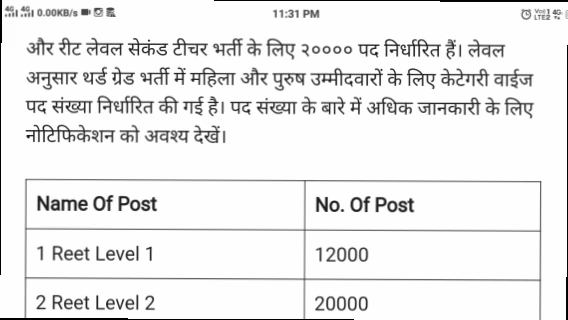 4G 4G 0.00KB/s
11:31 PM
VoLTE2 4G
और रीट लेवल सेकंड टीचर भर्ती के लिए २०००० पद निर्धारित हैं। लेवल
अनुसार थर्ड ग्रेड भर्ती में महिला और पुरुष उम्मीदवारों के लिए केटेगरी वाईज
पद संख्या निर्धारित की गई है। पद संख्या के बारे में अधिक जानकारी के लिए
नोटिफिकेशन को अवश्य देखें।
Name Of Post No. Of Post
1 Reet Level 1 12000
2 Reet Level 2 20000